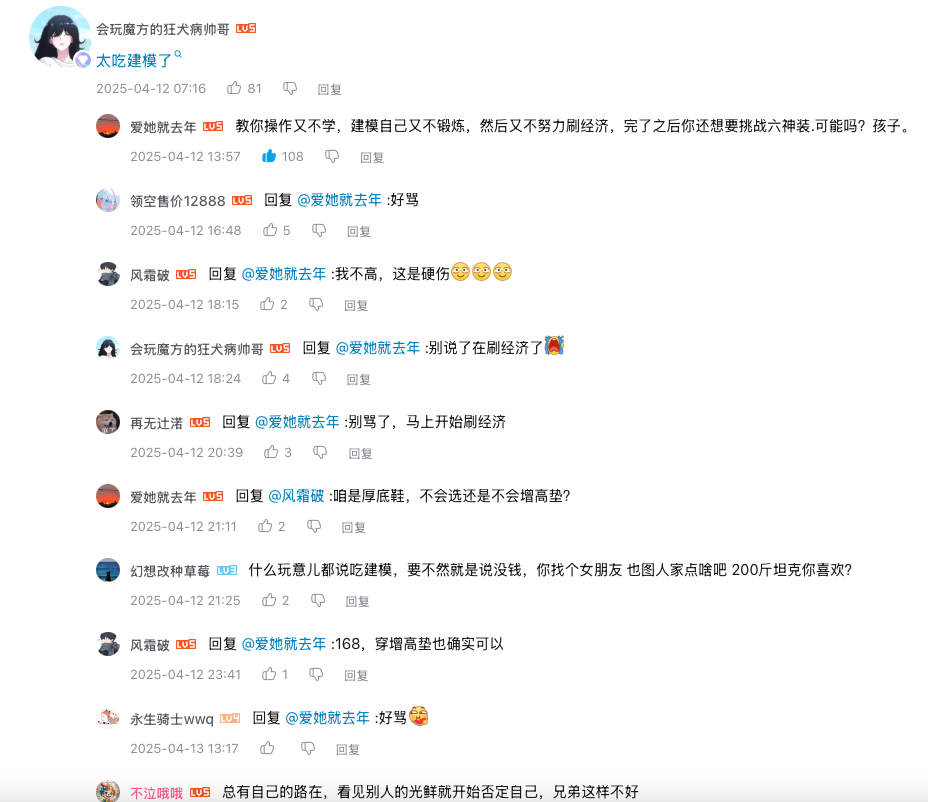 会玩魔方的狂犬病帅哥 LV5
太吃建模了
2025-04-12 07:16 81 回复
爱她就去年 LV5 教你操作又不学，建模自己又不锻炼，然后又不努力刷经济，完了之后你还想要挑战六神装.可能吗？孩子。
2025-04-12 13:57 108 回复
领空售价12888 LV5 回复 @爱她就去年 :好骂
2025-04-12 16:48 5 回复
风霜破 LV5 回复 @爱她就去年 :我不高，这是硬伤
2025-04-12 18:15 2 回复
会玩魔方的狂犬病帅哥 LV5 回复 @爱她就去年 :别说了在刷经济了
2025-04-12 18:24 4 回复
再无辻渃 LV5 回复 @爱她就去年 :别骂了，马上开始刷经济
2025-04-12 20:39 3 回复
爱她就去年 LV5 回复 @风霜破 :咱是厚底鞋，不会选还是不会增高垫?
2025-04-12 21:11 2 回复
幻想改种草莓 LV3 什么玩意儿都说吃建模，要不然就是说没钱，你找个女朋友 也图人家点啥吧 200斤坦克你喜欢?
2025-04-12 21:25 2 回复
风霜破 LV5 回复 @爱她就去年 :168，穿增高垫也确实可以
2025-04-12 23:41 1 回复
永生骑士wwq LV4 回复 @爱她就去年 :好骂
2025-04-13 13:17 回复
不泣哦哦 LV5 总有自己的路在，看见别人的光鲜就开始否定自己，兄弟这样不好